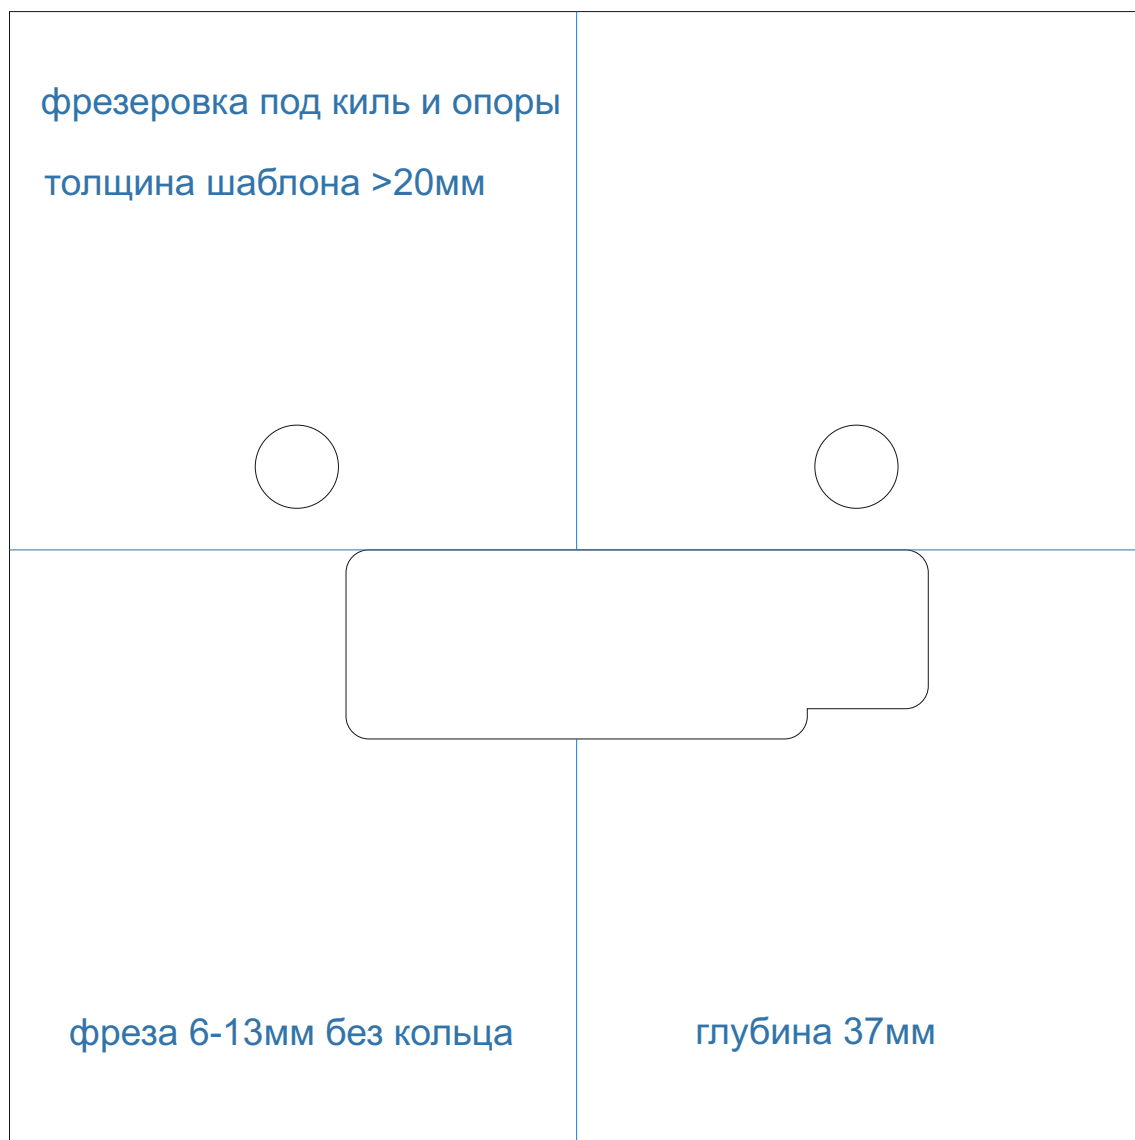 фрезеровка под киль и опоры
толщина шаблона >20мм
фреза 6-13мм без кольца
глубина 37мм